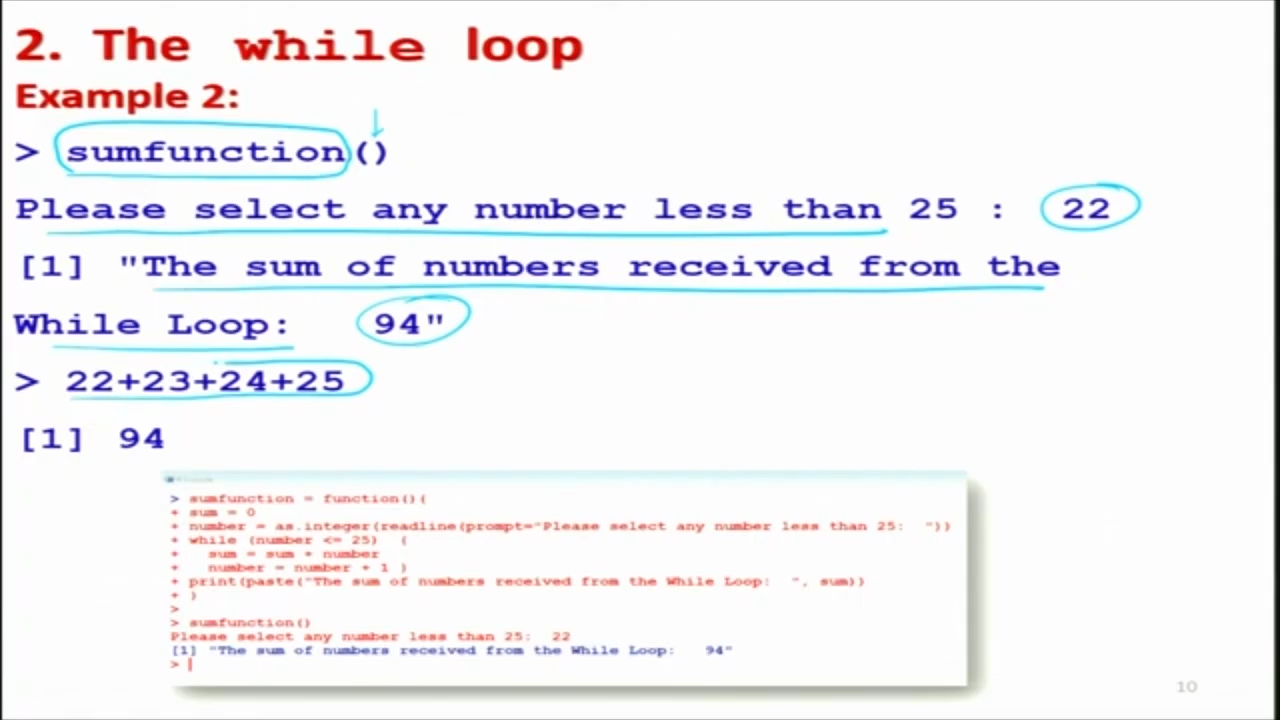 2. The while loop
Example 2:
> sumfunction()
Please select any number less than 25 : 22
[1] "The sum of numbers received from the
While Loop: 94"
> 22+23+24+25
[1] 94
> sumfunction = function(){
+ sum = 0
+ number = as.integer(readline(prompt="Please select any number less than 25:  "))
+ while (number <= 25)  {
+   sum = sum + number
+   number = number + 1 }
+ print(paste("The sum of numbers received from the While Loop:  ", sum))
+ }
>
> sumfunction()
Please select any number less than 25:  22
[1] "The sum of numbers received from the While Loop:   94"
>
10